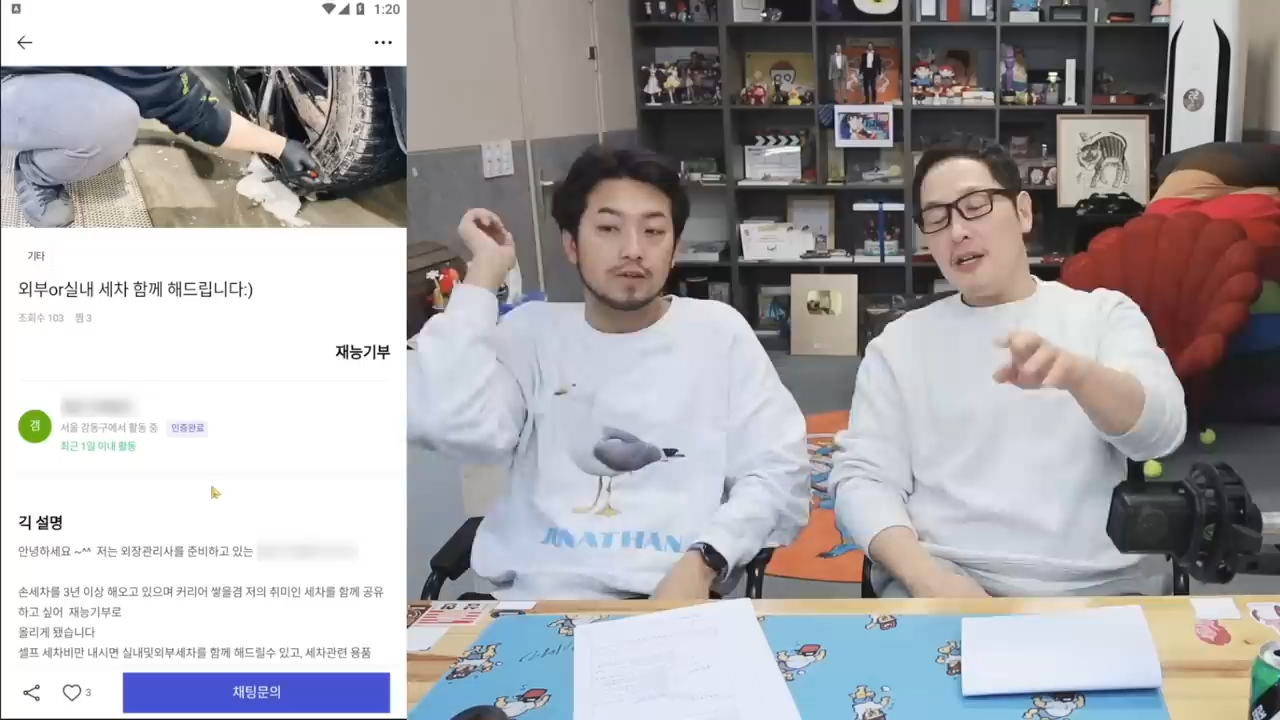 1:20
기타
외부or실내 세차 함께 해드립니다:)
조회수 103 찜 3
재능기부
겜
서울 강동구에서 활동 중 인증완료
최근 1일 이내 활동
긱 설명
안녕하세요 ~^^ 저는 외장관리사를 준비하고 있는
손세차를 3년 이상 해오고 있으며 커리어 쌓을겸 저의 취미인 세차를 함께 공유
하고 싶어 재능기부로
올리게 됐습니다
셀프 세차비만 내시면 실내및외부세차를 함께 해드릴수 있고, 세차관련 용품
3
채팅문의
JONATHAN